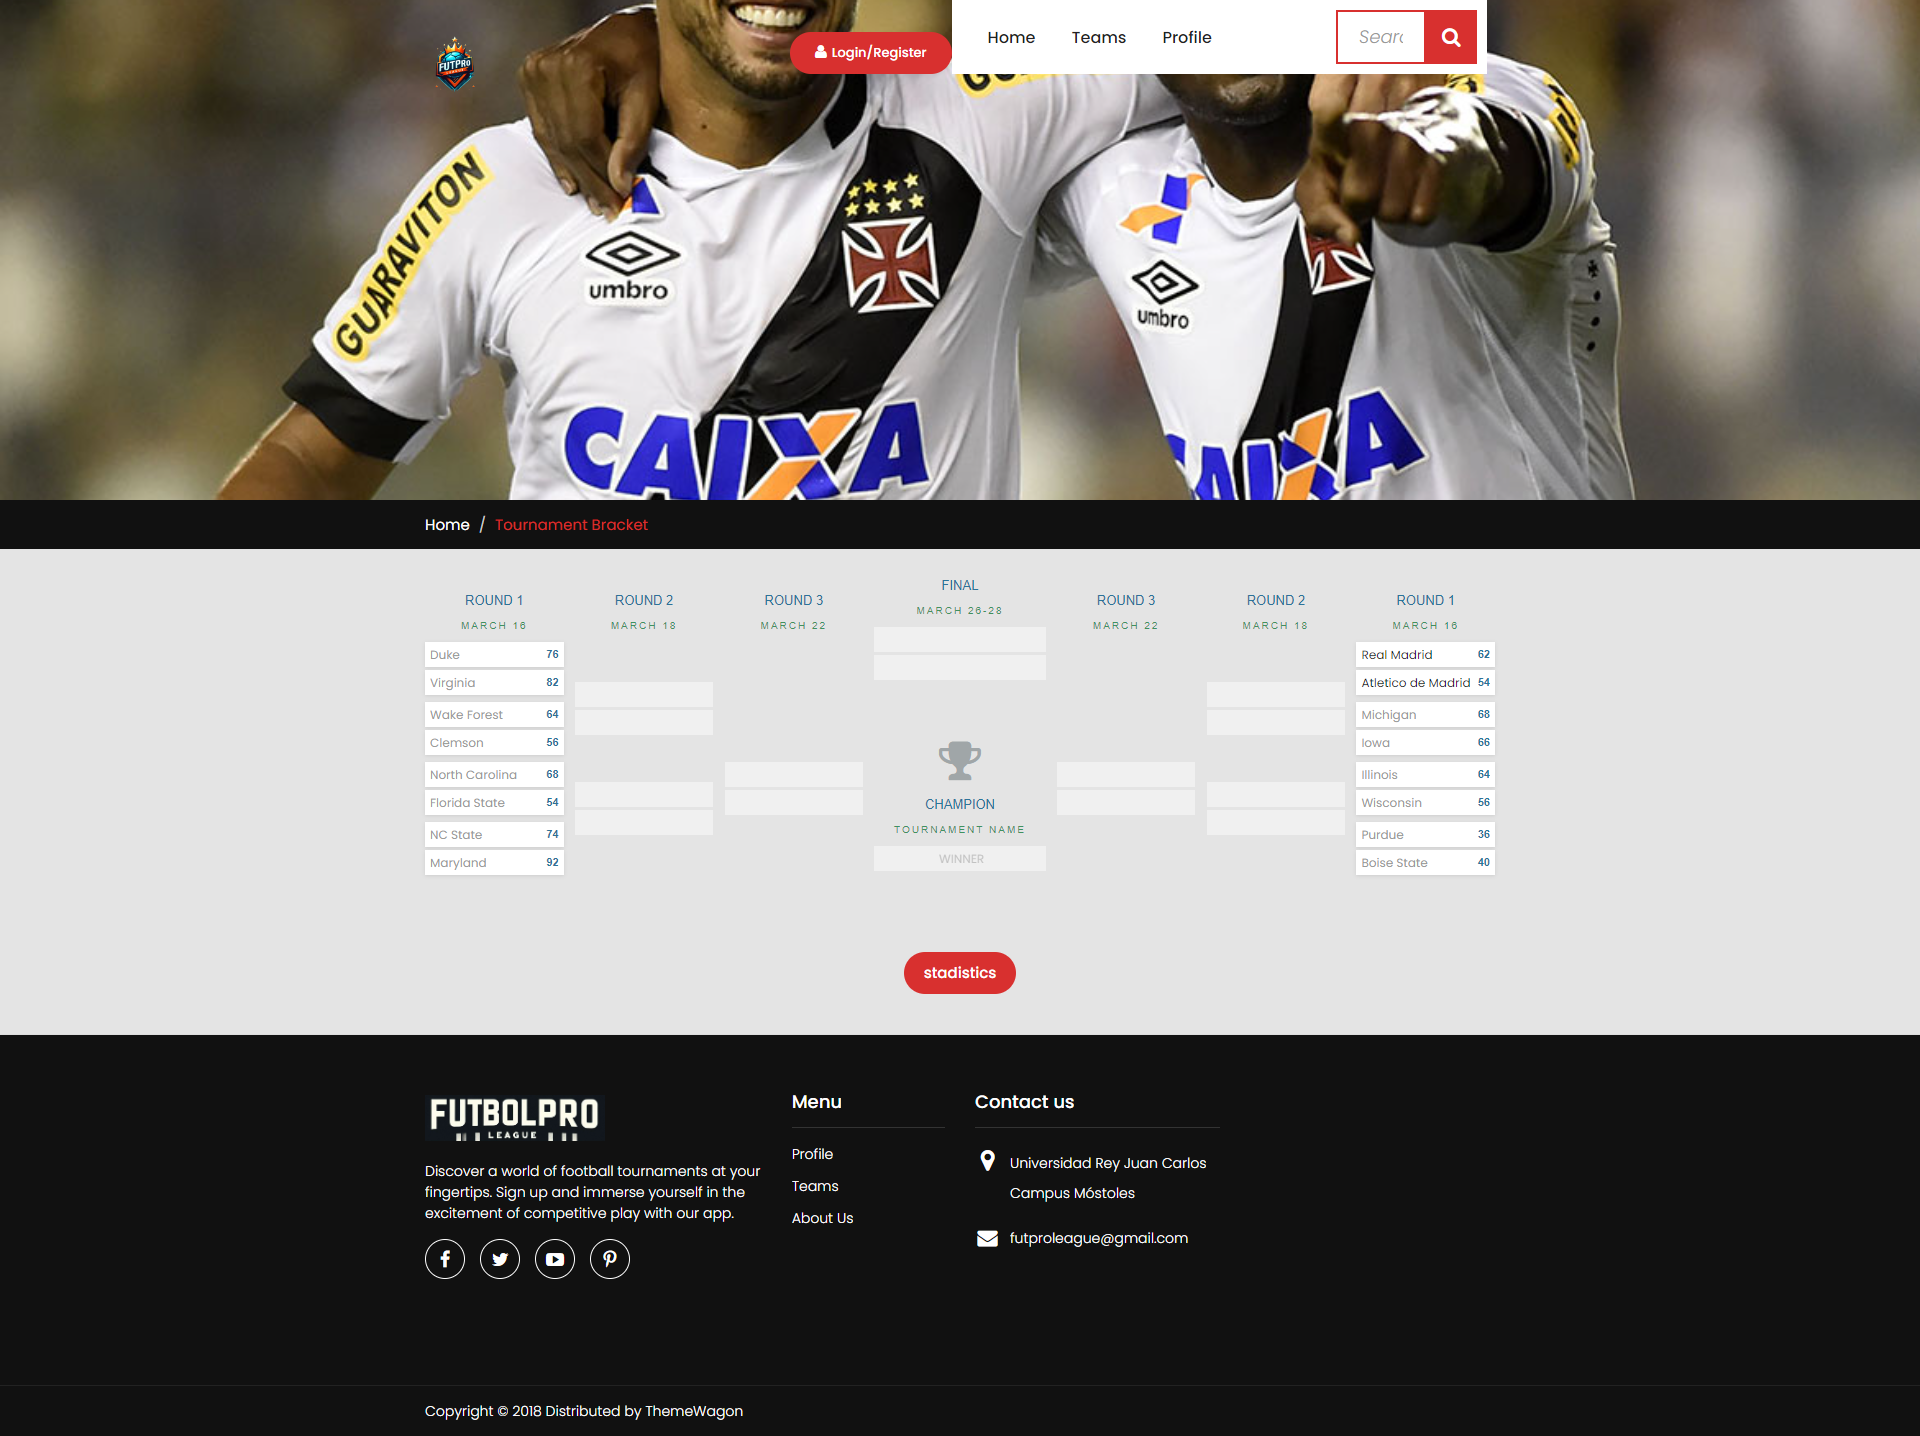 FUTPRO
Login/Register
Home
Teams
Profile
Searc
GUARAVITON
umbro
umbro
CAIXA
CAIXA
Home / Tournament Bracket
ROUND 1
MARCH 16
Duke 76
Virginia 82
Wake Forest 64
Clemson 56
North Carolina 68
Florida State 54
NC State 74
Maryland 92
ROUND 2
MARCH 18
ROUND 3
MARCH 22
FINAL
MARCH 26-28
CHAMPION
TOURNAMENT NAME
WINNER
ROUND 3
MARCH 22
ROUND 2
MARCH 18
ROUND 1
MARCH 16
Real Madrid 62
Atletico de Madrid 54
Michigan 68
Iowa 66
Illinois 64
Wisconsin 56
Purdue 36
Boise State 40
stadistics
FUTBOLPRO
LEAGUE
Discover a world of football tournaments at your
fingertips. Sign up and immerse yourself in the
excitement of competitive play with our app.
Menu
Profile
Teams
About Us
Contact us
Universidad Rey Juan Carlos
Campus Móstoles
futproleague@gmail.com
Copyright © 2018 Distributed by ThemeWagon